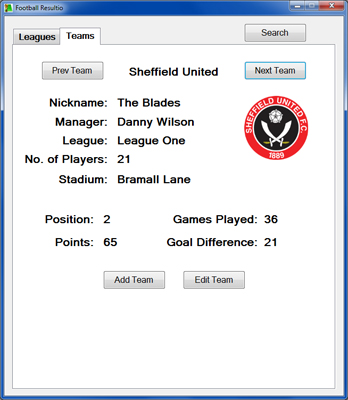 Football Resultio
Leagues
Teams
Search
Prev Team
Sheffield United
Next Team
Nickname: The Blades
Manager: Danny Wilson
League: League One
No. of Players: 21
Stadium: Bramall Lane
SHEFFIELD UNITED F.C.
1889
Position: 2
Games Played: 36
Points: 65
Goal Difference: 21
Add Team
Edit Team